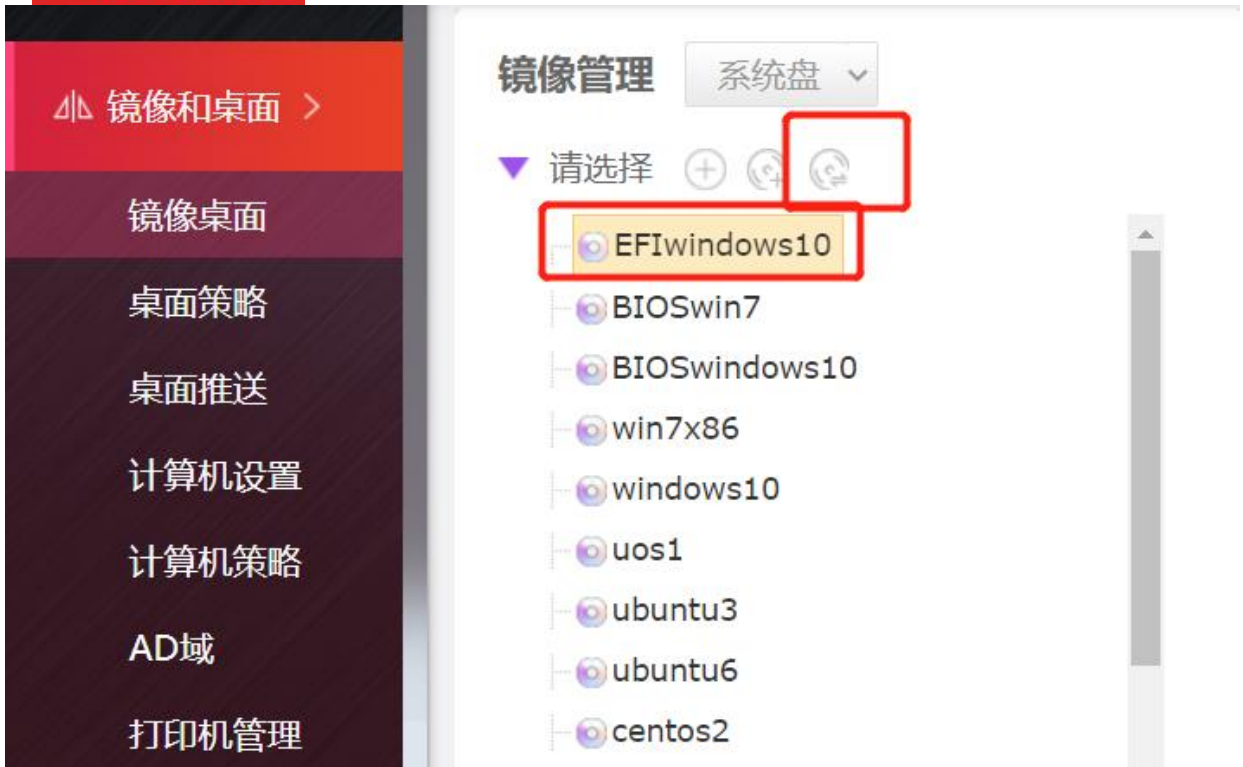 镜像和桌面
镜像桌面
桌面策略
桌面推送
计算机设置
计算机策略
AD域
打印机管理
镜像管理 系统盘
请选择
EFIwindows10
BIOSwin7
BIOSwindows10
win7x86
windows10
uos1
ubuntu3
ubuntu6
centos2